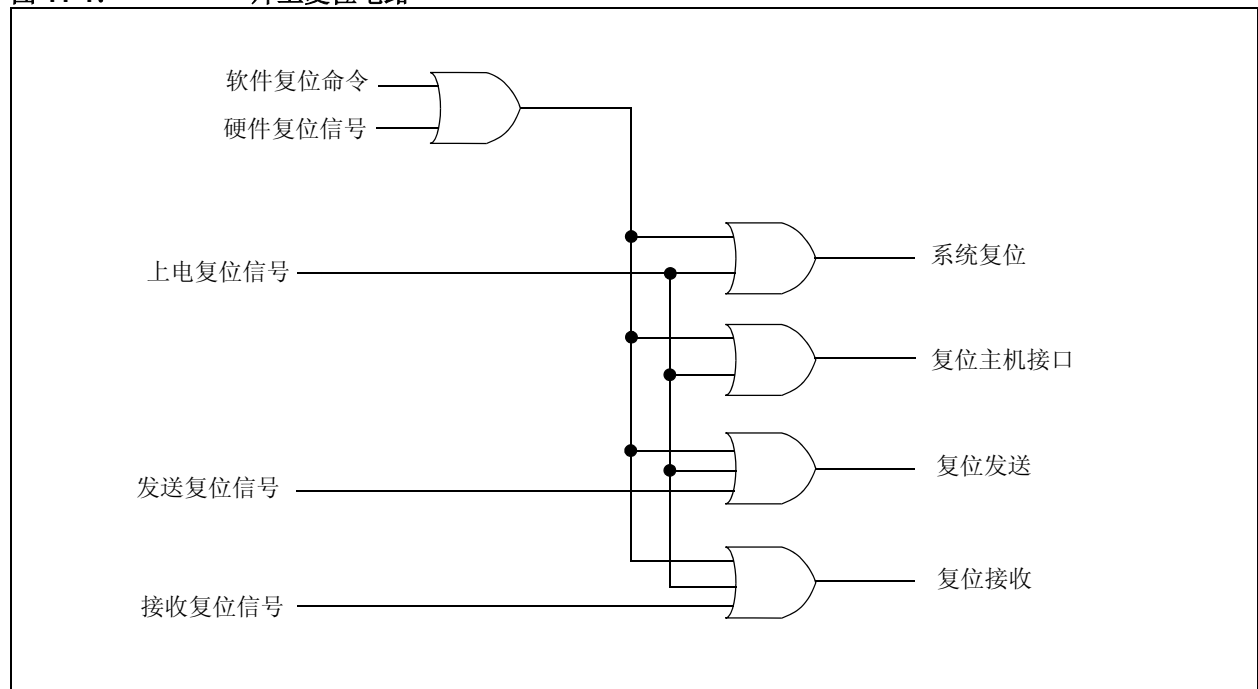 软件复位命令
硬件复位信号
系统复位
上电复位信号
复位主机接口
复位发送
发送复位信号
复位接收
接收复位信号